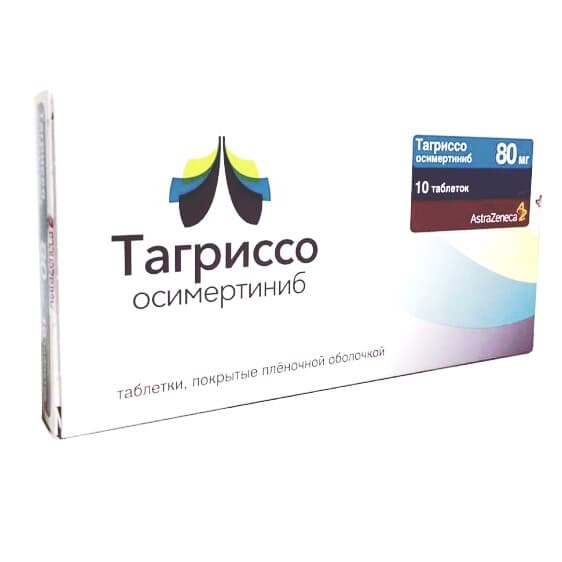 Тагриссо
осимертиниб
таблетки, покрытые плёночной оболочкой
Тагриссо
осимертиниб 80 мг
10 таблеток
AstraZeneca